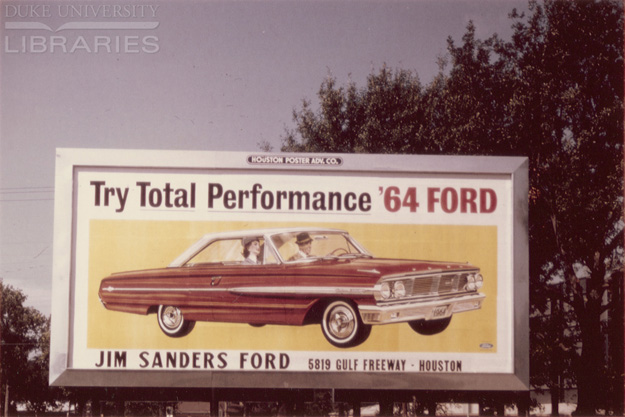 DUKE UNIVERSITY
LIBRARIES
HOUSTON POSTER ADV. CO.
Try Total Performance '64 FORD
1964
JIM SANDERS FORD 5819 GULF FREEWAY - HOUSTON